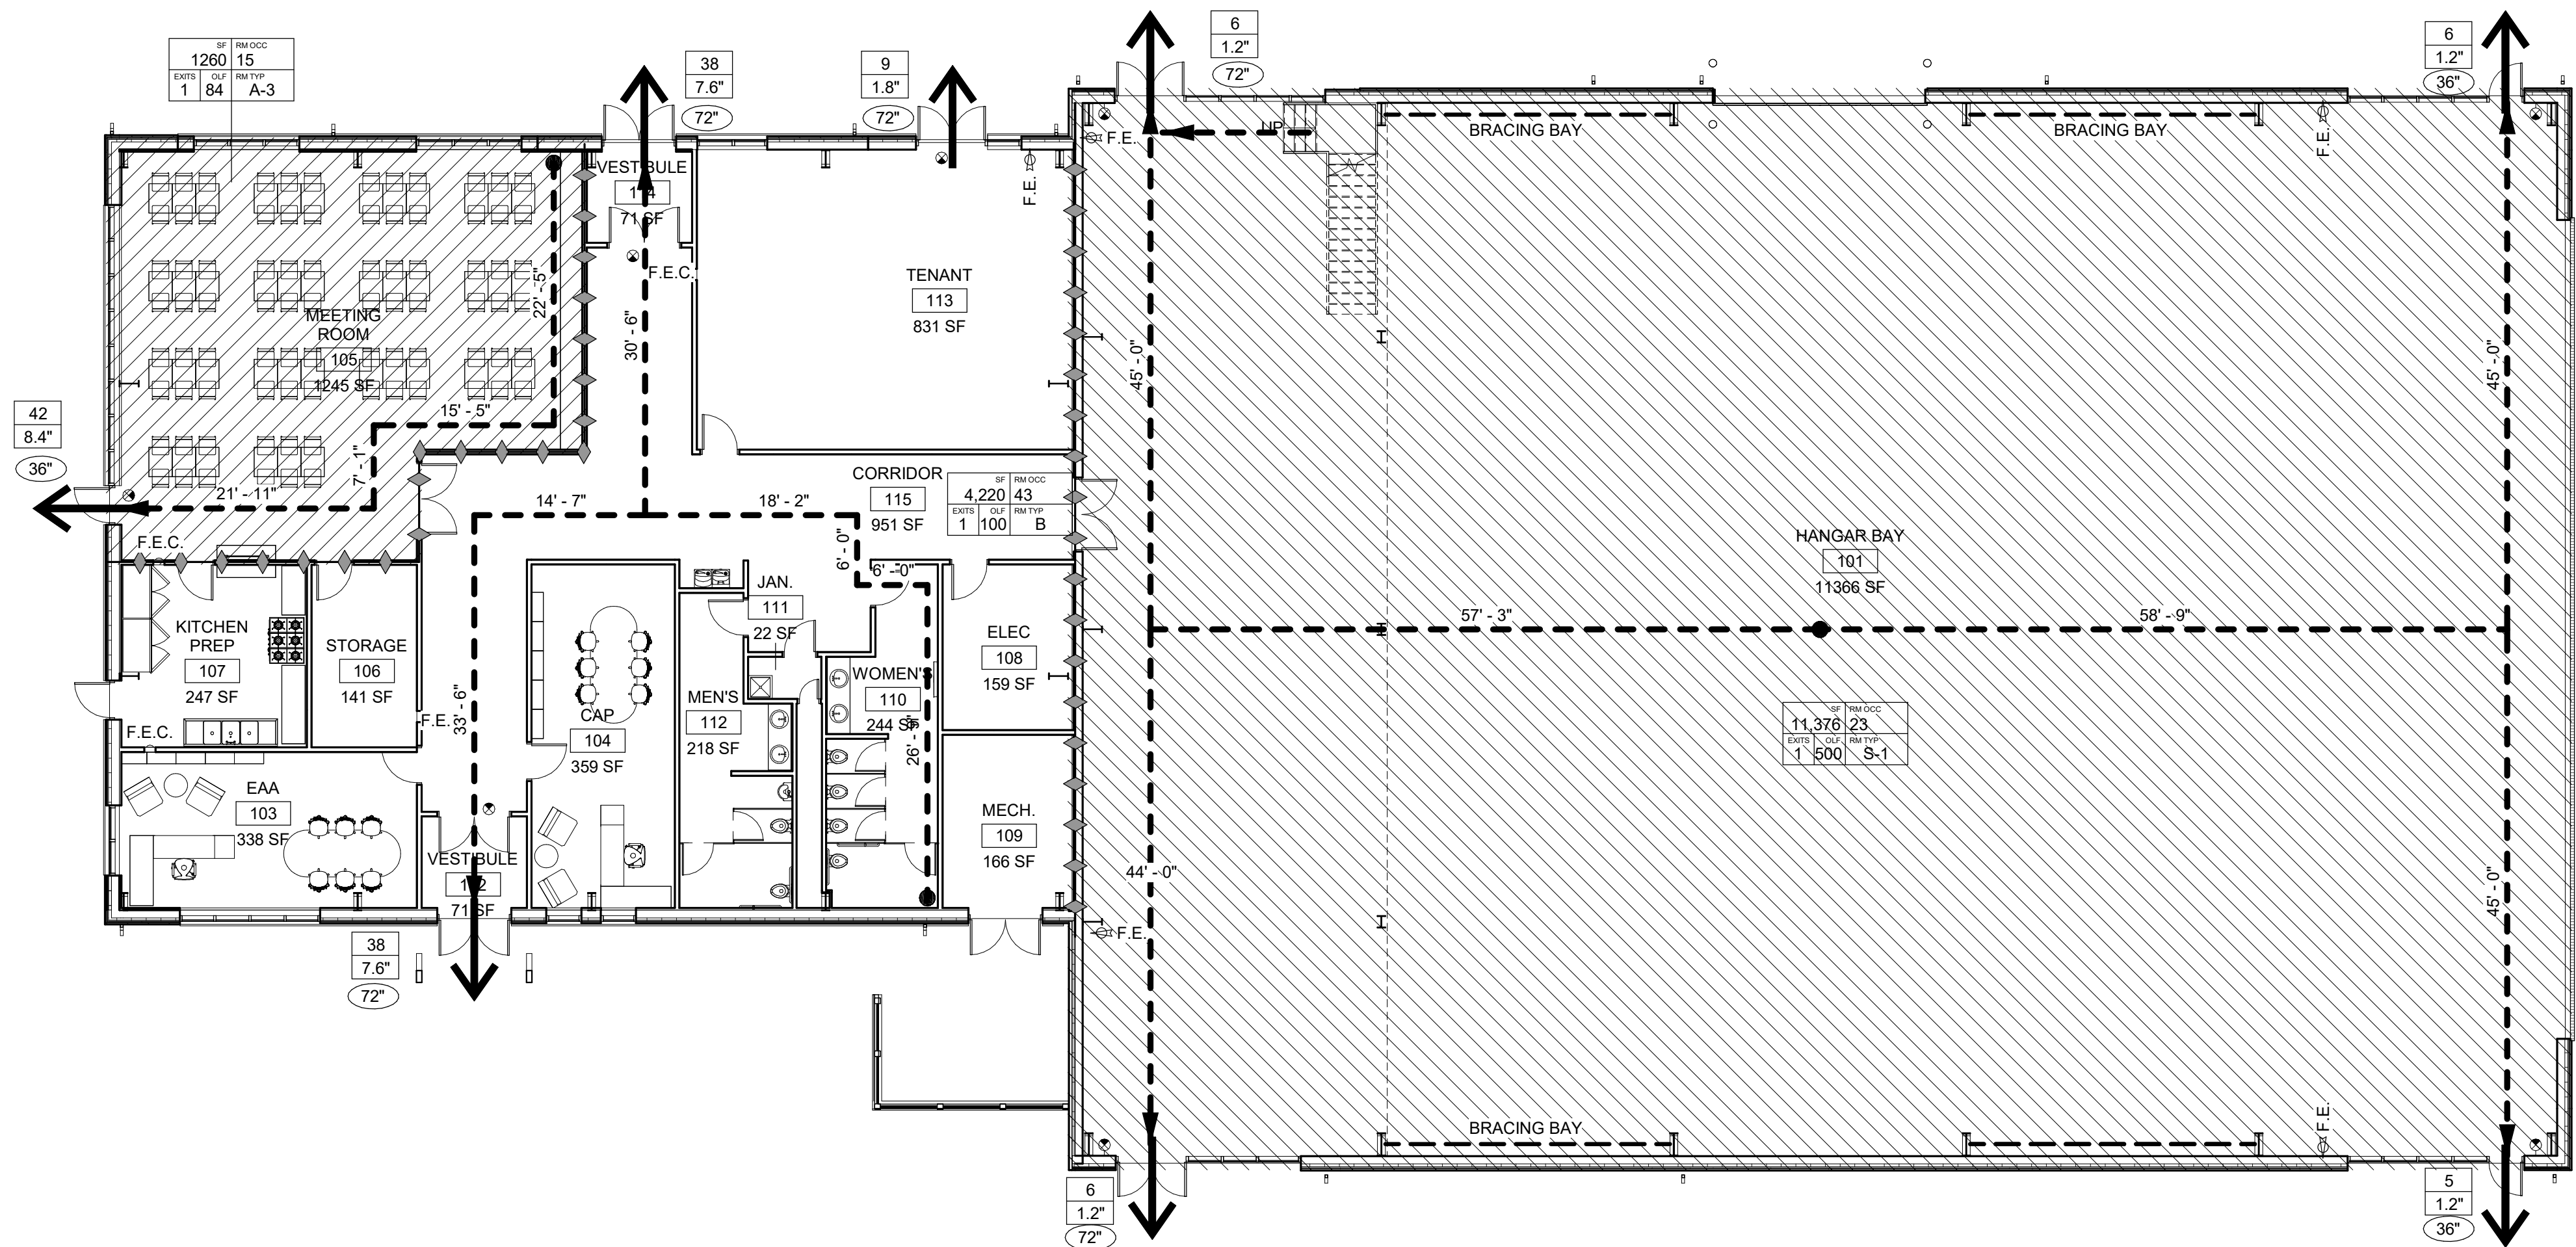 6
1.2"
72"
6
1.2"
36"
SF RM OCC
1260 15
EXITS OLF RM TYP
1 84 A-3
38
7.6"
72"
9
1.8"
72"
UP
BRACING BAY
BRACING BAY
F.E.
F.E.
F.E.
VESTIBULE
71 SF
F.E.C.
22' - 5"
30' - 6"
TENANT
113
831 SF
MEETING
ROOM
105
1245 SF
45' - 0"
45' - 0"
42
8.4"
36"
15' - 5"
7' - 1"
21' - 11"
14' - 7"
18' - 2"
CORRIDOR
115
951 SF
SF RM OCC
4,220 43
EXITS OLF RM TYP
1 100 B
6' - 0"
6' - 0"
F.E.C.
HANGAR BAY
101
11366 SF
57' - 3"
58' - 9"
JAN.
111
22 SF
KITCHEN
PREP
107
247 SF
STORAGE
106
141 SF
ELEC
108
159 SF
WOMEN'S
110
244 SF
MEN'S
112
218 SF
F.E.
33' - 6"
CAP
104
359 SF
SF RM OCC
11,376 23
EXITS OLF RM TYP
1 500 S-1
F.E.C.
EAA
103
338 SF
MECH.
109
166 SF
VESTIBULE
71 SF
44' - 0"
45' - 0"
F.E.
38
7.6"
72"
BRACING BAY
F.E.
6
1.2"
72"
5
1.2"
36"